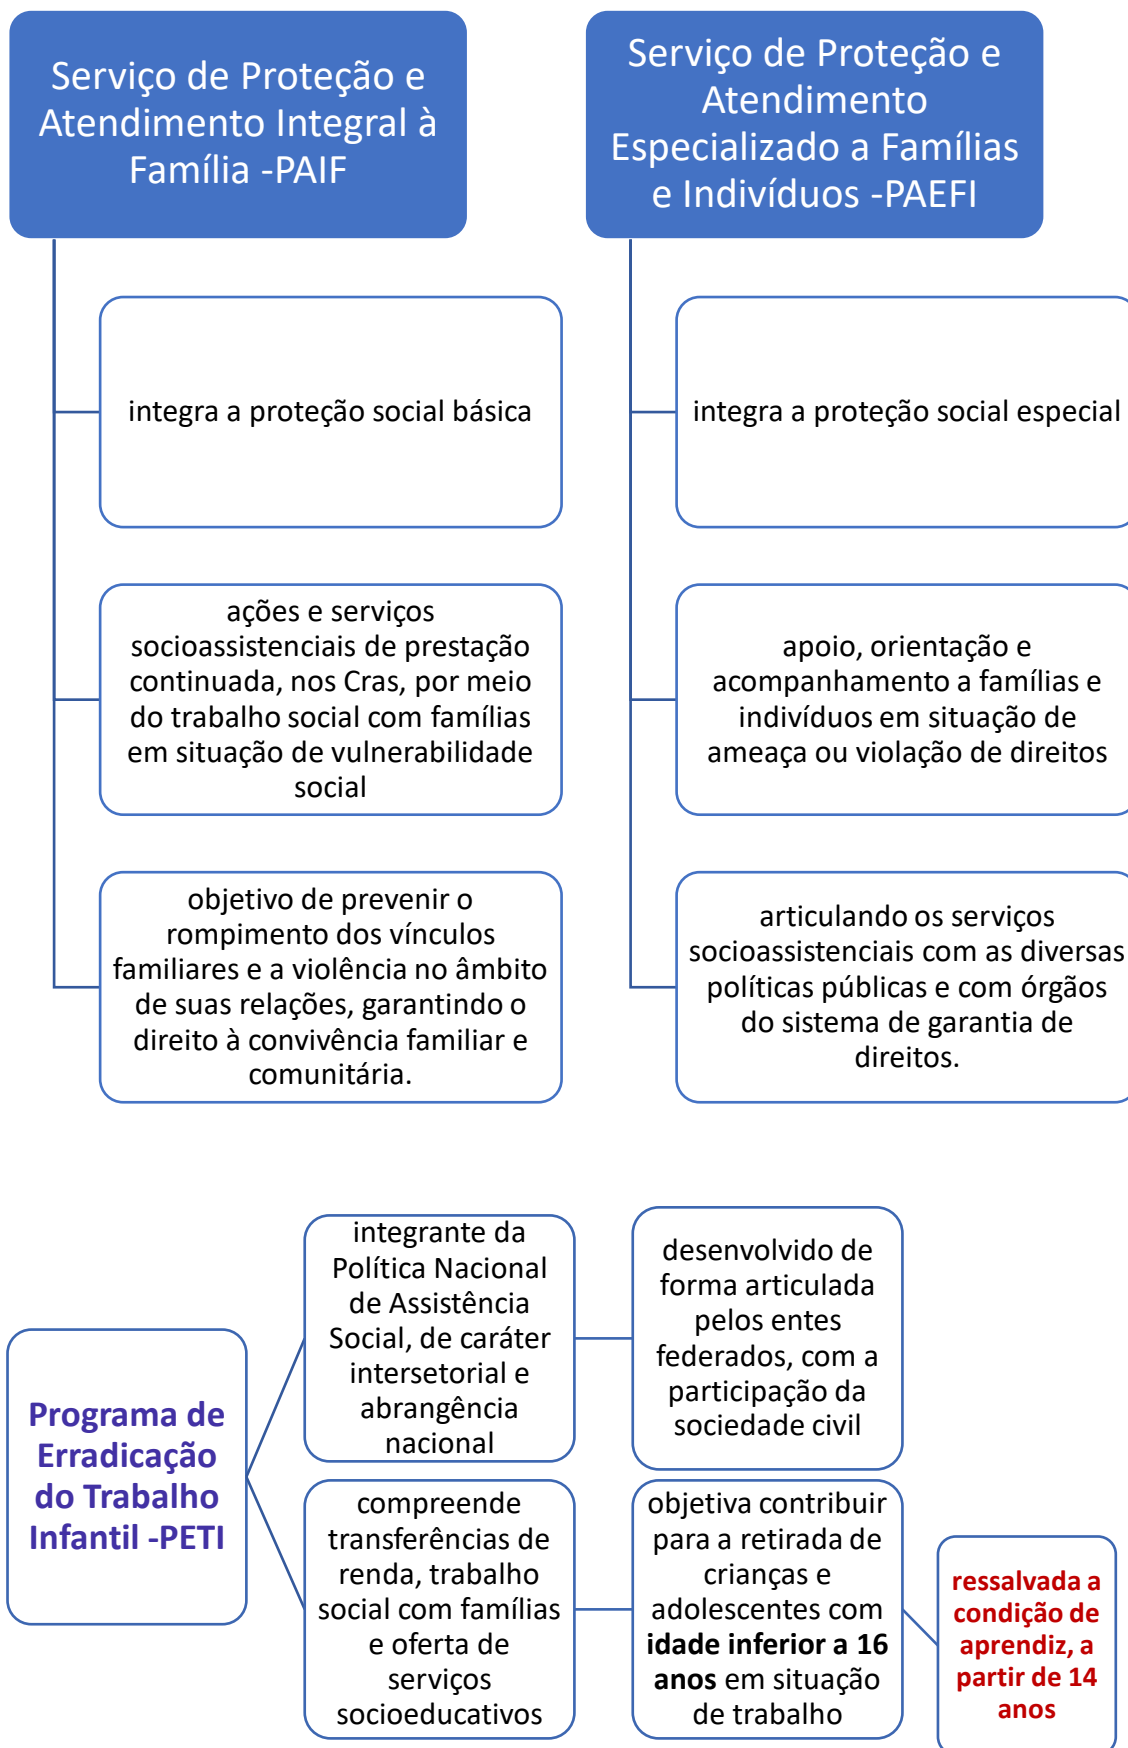 Serviço de Proteção e
Atendimento Integral à
Família -PAIF
integra a proteção social básica
ações e serviços
socioassistenciais de prestação
continuada, nos Cras, por meio
do trabalho social com famílias
em situação de vulnerabilidade
social
objetivo de prevenir o
rompimento dos vínculos
familiares e a violência no âmbito
de suas relações, garantindo o
direito à convivência familiar e
comunitária.
Serviço de Proteção e
Atendimento
Especializado a Famílias
e Indivíduos -PAEFI
integra a proteção social especial
apoio, orientação e
acompanhamento a famílias e
indivíduos em situação de
ameaça ou violação de direitos
articulando os serviços
socioassistenciais com as diversas
políticas públicas e com órgãos
do sistema de garantia de
direitos.
Programa de
Erradicação
do Trabalho
Infantil -PETI
integrante da
Política Nacional
de Assistência
Social, de caráter
intersetorial e
abrangência
nacional
desenvolvido de
forma articulada
pelos entes
federados, com a
participação da
sociedade civil
compreende
transferências de
renda, trabalho
social com famílias
e oferta de
serviços
socioeducativos
objetiva contribuir
para a retirada de
crianças e
adolescentes com
idade inferior a 16
anos em situação
de trabalho
ressalvada a
condição de
aprendiz, a
partir de 14
anos